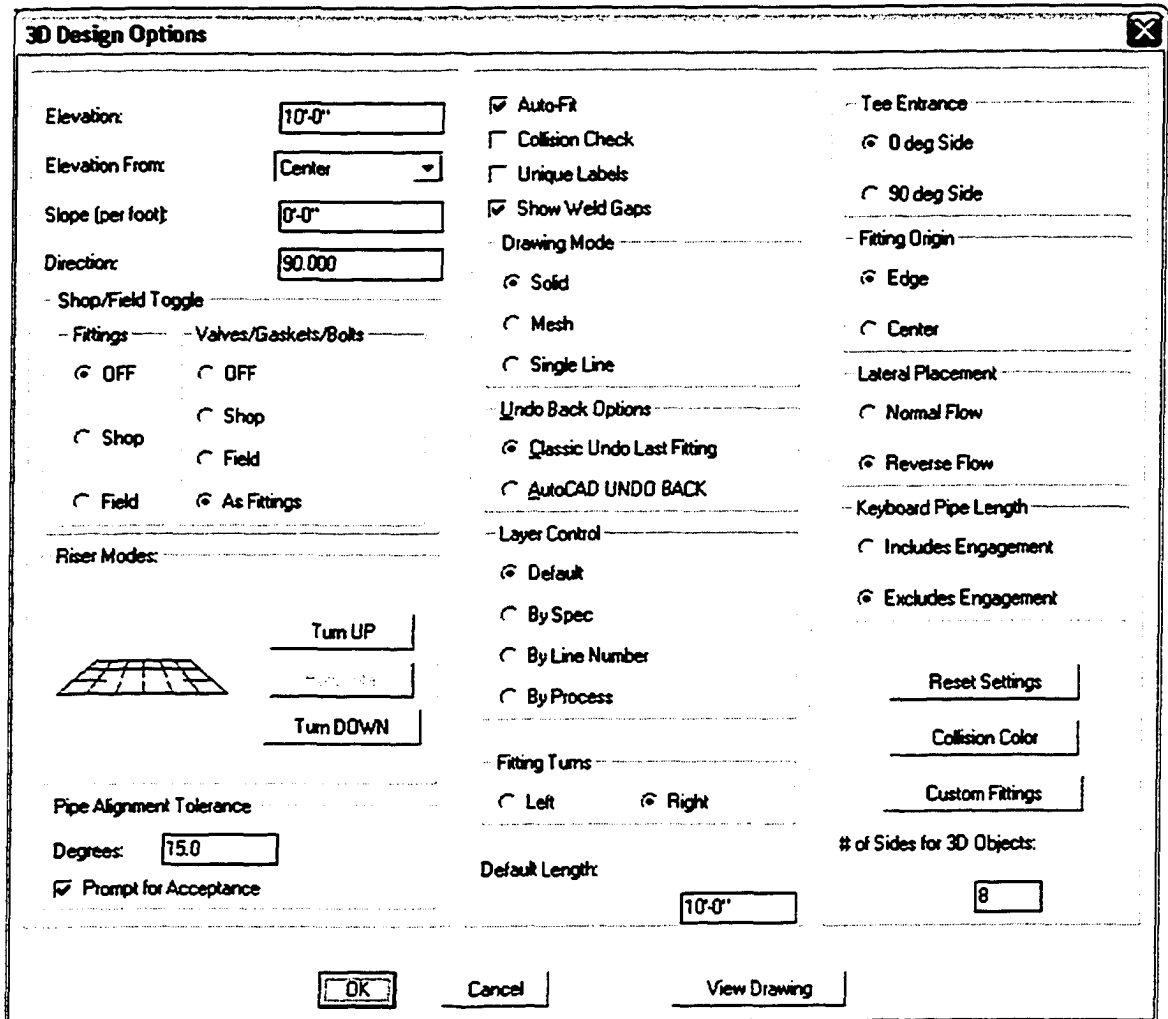 3D Design Options
Elevation:
10'-0"
Elevation From:
Center
Slope (per foot):
0'-0"
Direction:
90.000
Shop/Field Toggle
Fittings
OFF
Shop
Field
Valves/Gaskets/Bolts
OFF
Shop
Field
As Fittings
Riser Modes:
Turn UP
Turn DOWN
Pipe Alignment Tolerance
Degrees:
15.0
Prompt for Acceptance
Auto-Fit
Collision Check
Unique Labels
Show Weld Gaps
Drawing Mode
Solid
Mesh
Single Line
Undo Back Options
Classic Undo Last Fitting
AutoCAD UNDO BACK
Layer Control
Default
By Spec
By Line Number
By Process
Fitting Turns
Left
Right
Default Length:
10'-0"
Tee Entrance
0 deg Side
90 deg Side
Fitting Origin
Edge
Center
Lateral Placement
Normal Flow
Reverse Flow
Keyboard Pipe Length
Includes Engagement
Excludes Engagement
Reset Settings
Collision Color
Custom Fittings
# of Sides for 3D Objects:
8
OK
Cancel
View Drawing